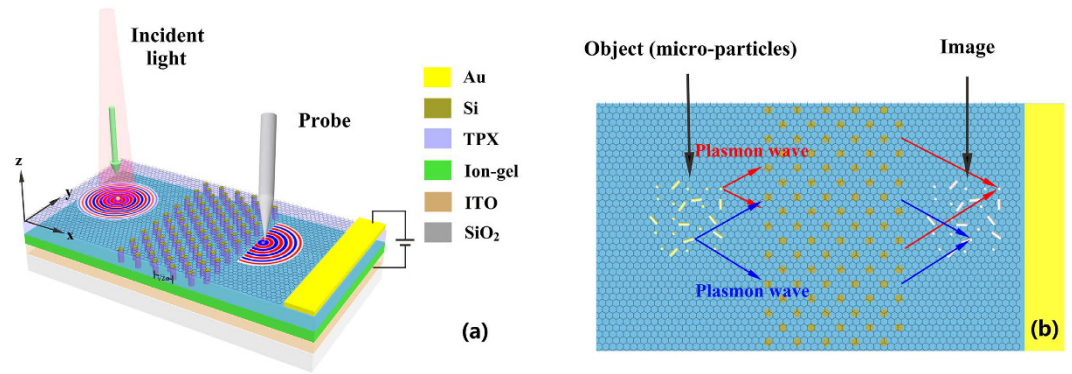 Incident
light
Probe
z
y
x
Au
Si
TPX
Ion-gel
ITO
SiO₂
(a)
Object (micro-particles)
Image
Plasmon wave
Plasmon wave
(b)